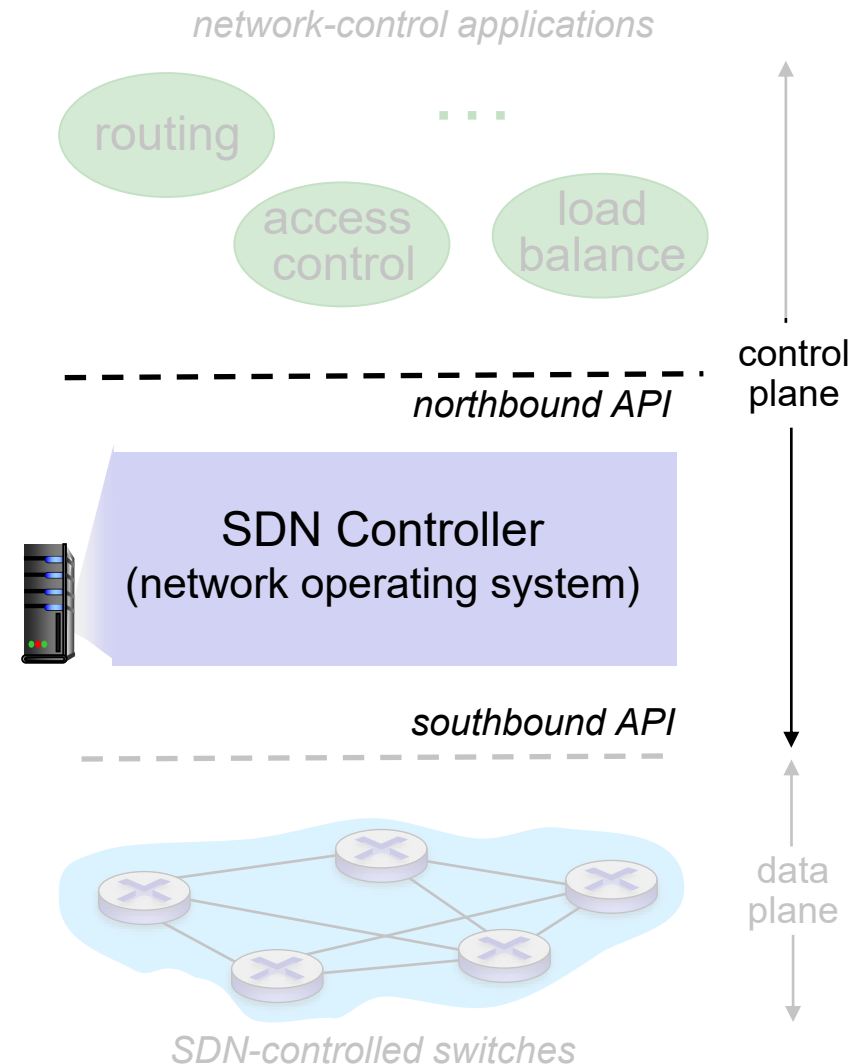 network-control applications
routing
. . .
access
control
load
balance
control
plane
northbound API
SDN Controller
(network operating system)
southbound API
data
plane
SDN-controlled switches